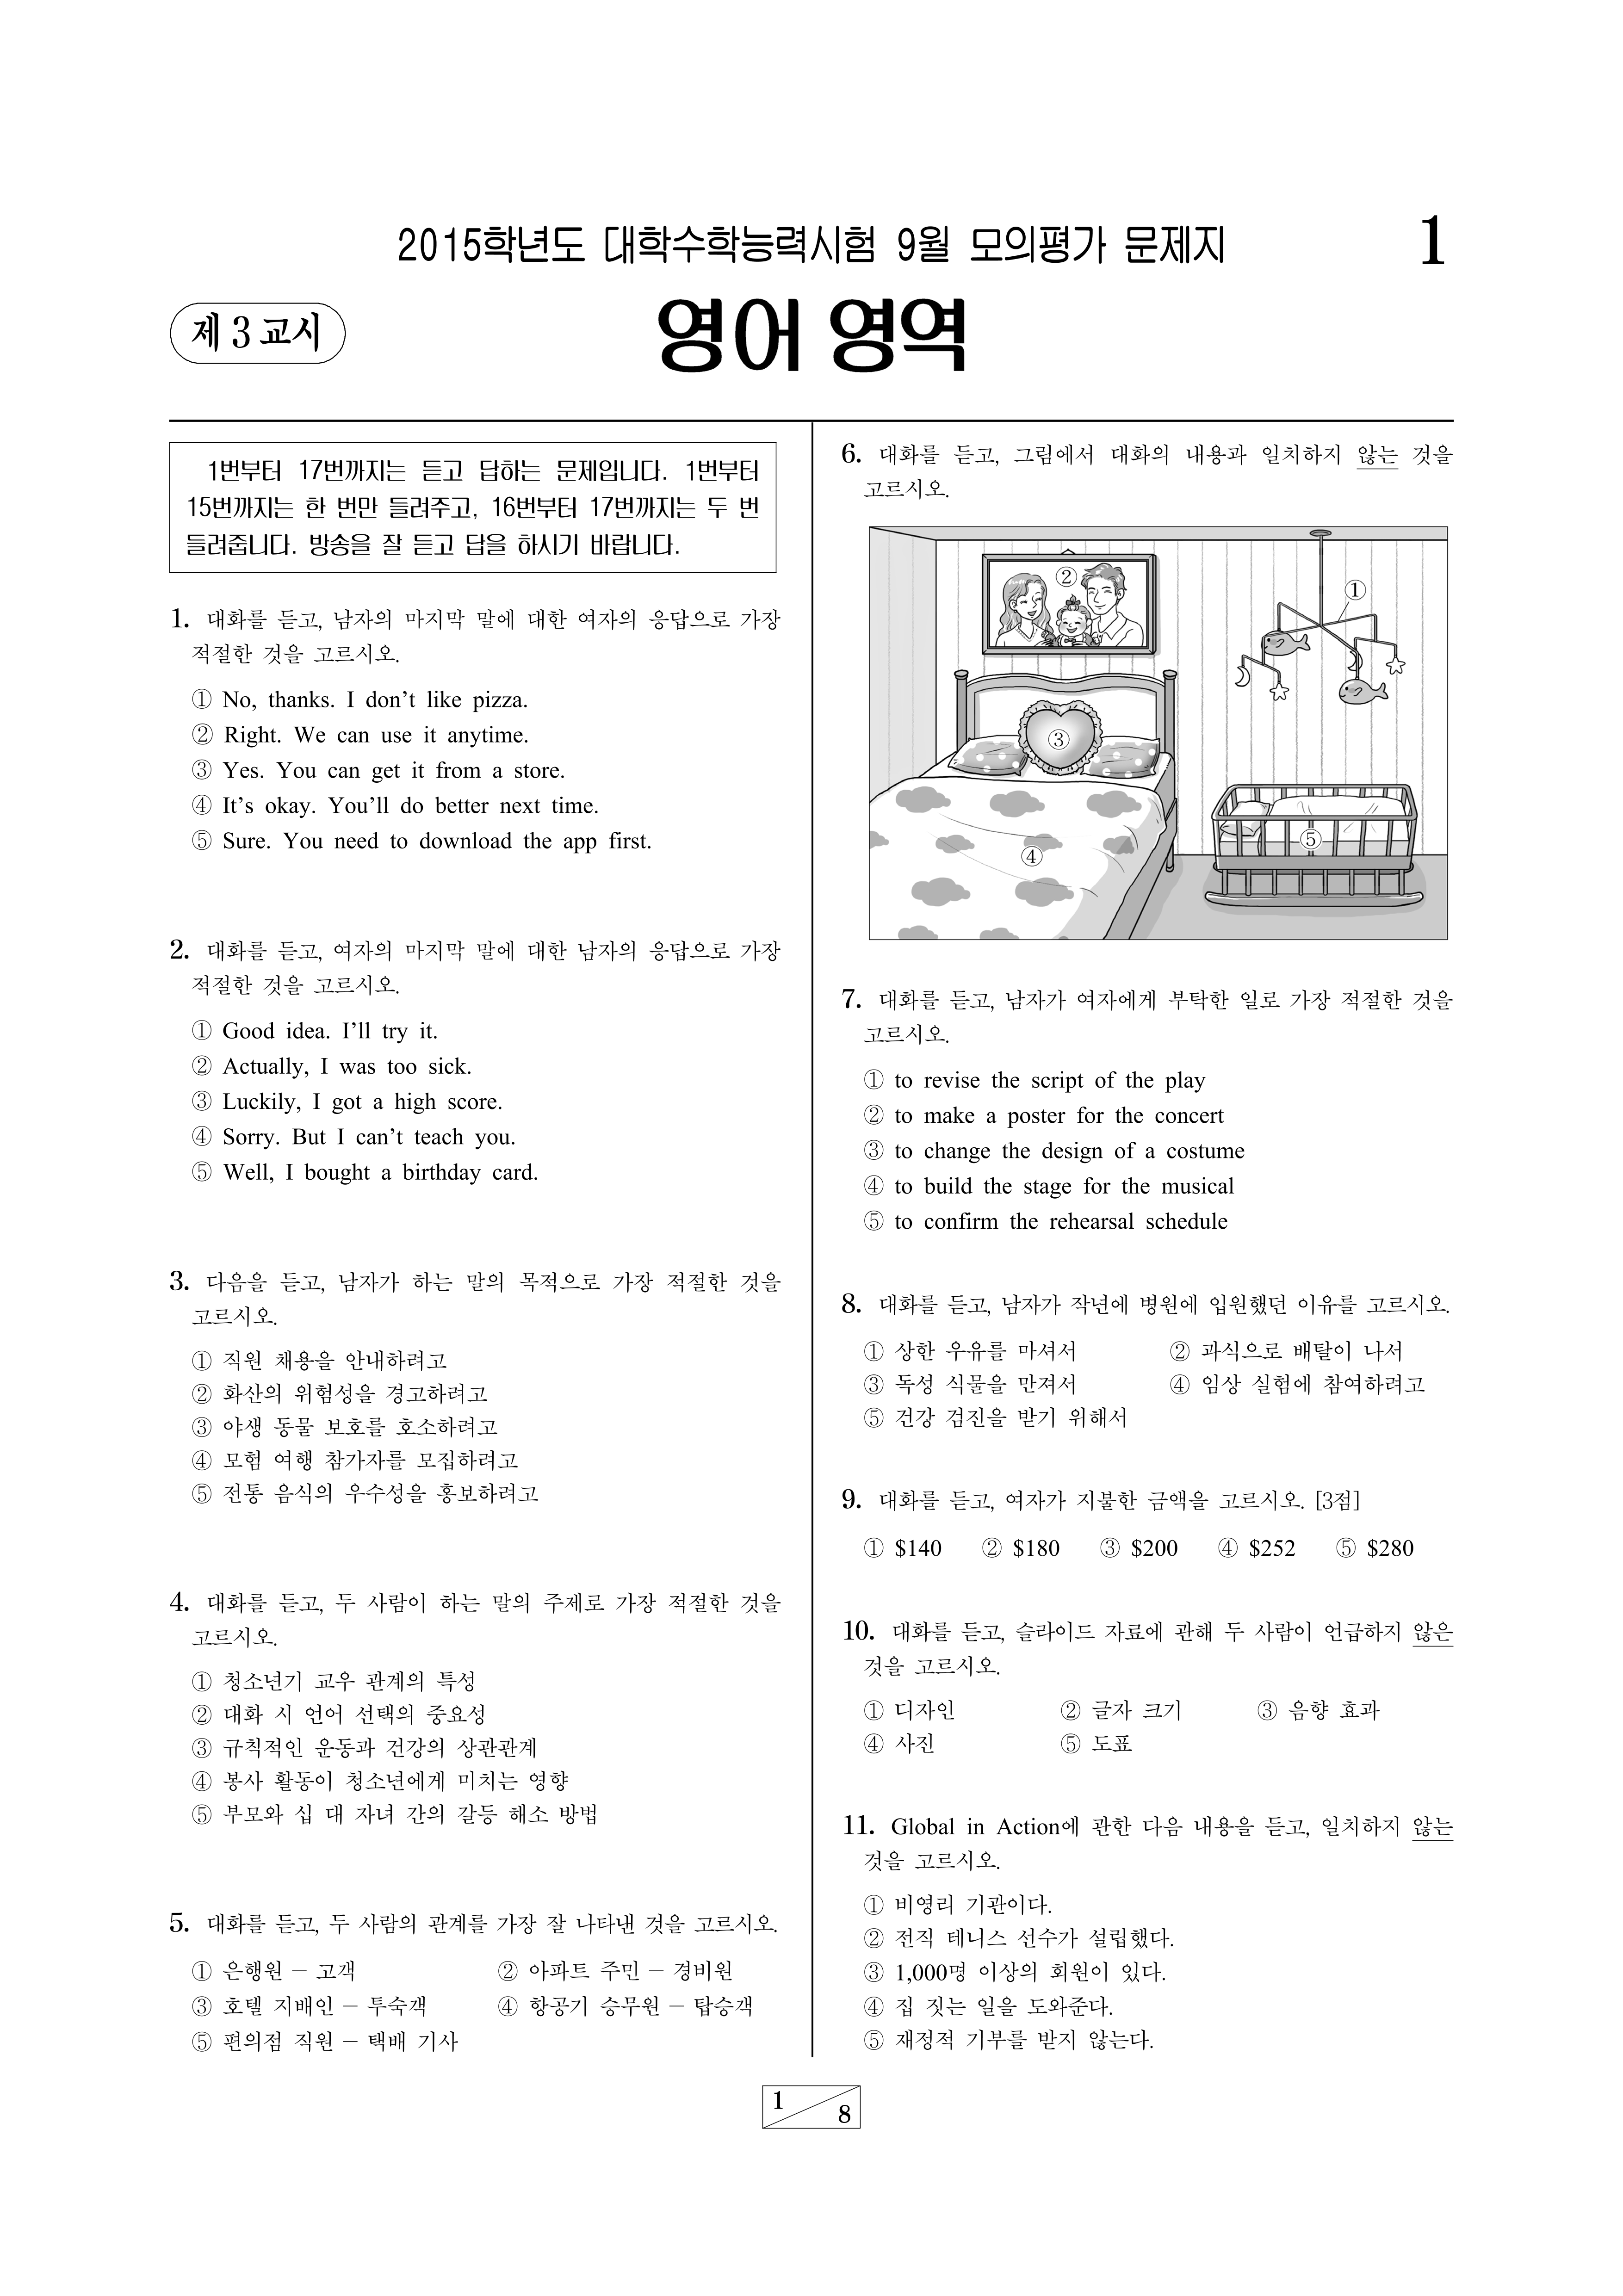 2015학년도 대학수학능력시험 9월 모의평가 문제지
1
제 3 교시
영어 영역
1번부터 17번까지는 듣고 답하는 문제입니다. 1번부터
15번까지는 한 번만 들려주고, 16번부터 17번까지는 두 번
들려줍니다. 방송을 잘 듣고 답을 하시기 바랍니다.
1. 대화를 듣고, 남자의 마지막 말에 대한 여자의 응답으로 가장
적절한 것을 고르시오.
① No, thanks. I don’t like pizza.
② Right. We can use it anytime.
③ Yes. You can get it from a store.
④ It’s okay. You’ll do better next time.
⑤ Sure. You need to download the app first.
2. 대화를 듣고, 여자의 마지막 말에 대한 남자의 응답으로 가장
적절한 것을 고르시오.
① Good idea. I’ll try it.
② Actually, I was too sick.
③ Luckily, I got a high score.
④ Sorry. But I can’t teach you.
⑤ Well, I bought a birthday card.
3. 다음을 듣고, 남자가 하는 말의 목적으로 가장 적절한 것을
고르시오.
① 직원 채용을 안내하려고
② 화산의 위험성을 경고하려고
③ 야생 동물 보호를 호소하려고
④ 모험 여행 참가자를 모집하려고
⑤ 전통 음식의 우수성을 홍보하려고
4. 대화를 듣고, 두 사람이 하는 말의 주제로 가장 적절한 것을
고르시오.
① 청소년기 교우 관계의 특성
② 대화 시 언어 선택의 중요성
③ 규칙적인 운동과 건강의 상관관계
④ 봉사 활동이 청소년에게 미치는 영향
⑤ 부모와 십 대 자녀 간의 갈등 해소 방법
5. 대화를 듣고, 두 사람의 관계를 가장 잘 나타낸 것을 고르시오.
① 은행원 － 고객 ② 아파트 주민 － 경비원
③ 호텔 지배인 － 투숙객 ④ 항공기 승무원 － 탑승객
⑤ 편의점 직원 － 택배 기사
6. 대화를 듣고, 그림에서 대화의 내용과 일치하지 않는 것을
고르시오.
②
①
③
⑤
④
7. 대화를 듣고, 남자가 여자에게 부탁한 일로 가장 적절한 것을
고르시오.
① to revise the script of the play
② to make a poster for the concert
③ to change the design of a costume
④ to build the stage for the musical
⑤ to confirm the rehearsal schedule
8. 대화를 듣고, 남자가 작년에 병원에 입원했던 이유를 고르시오.
① 상한 우유를 마셔서 ② 과식으로 배탈이 나서
③ 독성 식물을 만져서 ④ 임상 실험에 참여하려고
⑤ 건강 검진을 받기 위해서
9. 대화를 듣고, 여자가 지불한 금액을 고르시오. [3점]
① $140 ② $180 ③ $200 ④ $252 ⑤ $280
10. 대화를 듣고, 슬라이드 자료에 관해 두 사람이 언급하지 않은
것을 고르시오.
① 디자인 ② 글자 크기 ③ 음향 효과
④ 사진 ⑤ 도표
11. Global in Action에 관한 다음 내용을 듣고, 일치하지 않는
것을 고르시오.
① 비영리 기관이다.
② 전직 테니스 선수가 설립했다.
③ 1,000명 이상의 회원이 있다.
④ 집 짓는 일을 도와준다.
⑤ 재정적 기부를 받지 않는다.
1
8